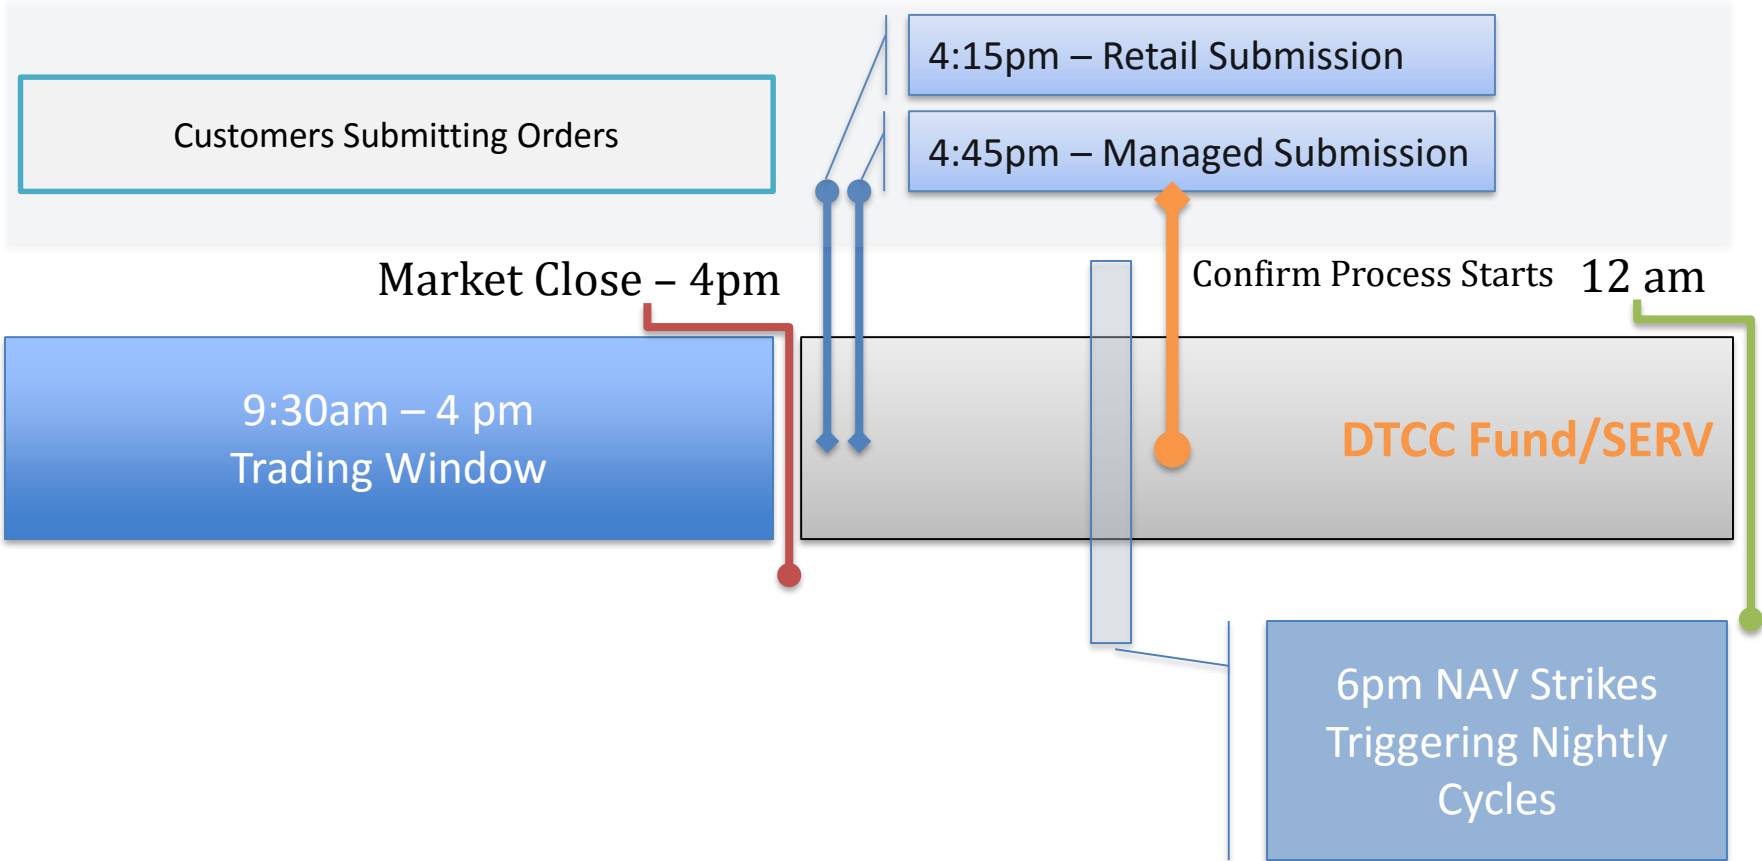 4:15pm – Retail Submission
Customers Submitting Orders
4:45pm – Managed Submission
Market Close – 4pm
Confirm Process Starts
12 am
9:30am – 4 pm
Trading Window
DTCC Fund/SERV
6pm NAV Strikes
Triggering Nightly
Cycles